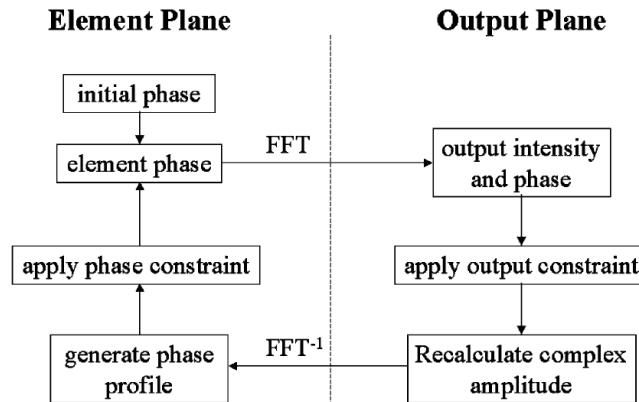 Element Plane
Output Plane
initial phase
element phase
FFT
output intensity
and phase
apply phase constraint
apply output constraint
generate phase
profile
FFT-1
Recalculate complex
amplitude